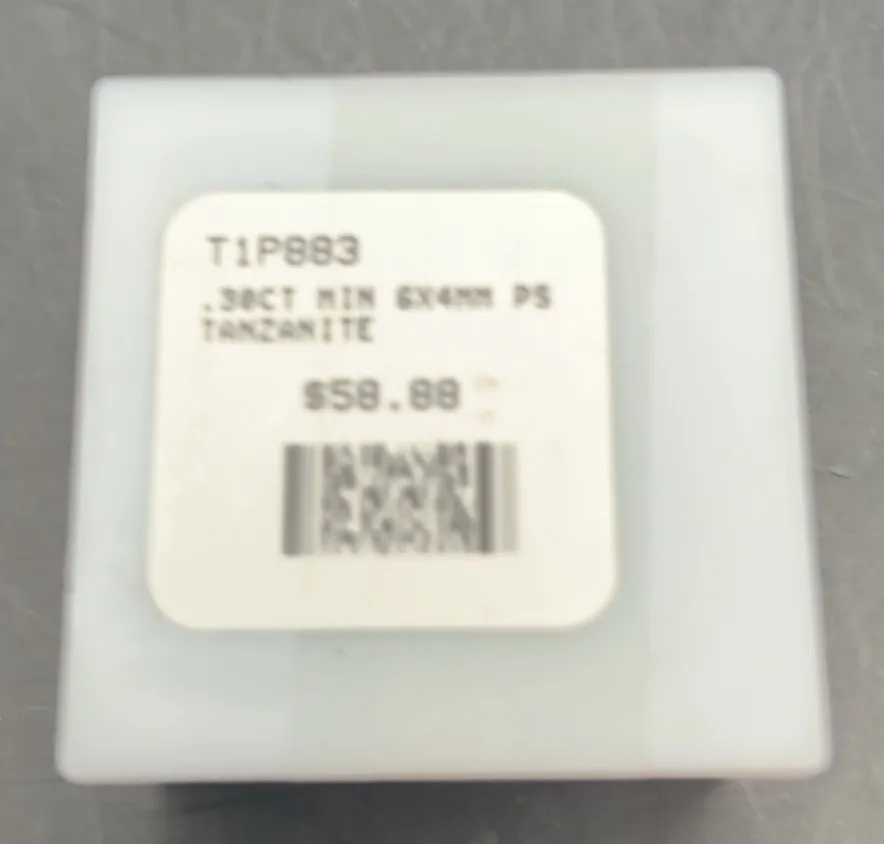 T1P883
.30CT MIN 6X4MM PS
TANZANITE
$58.88